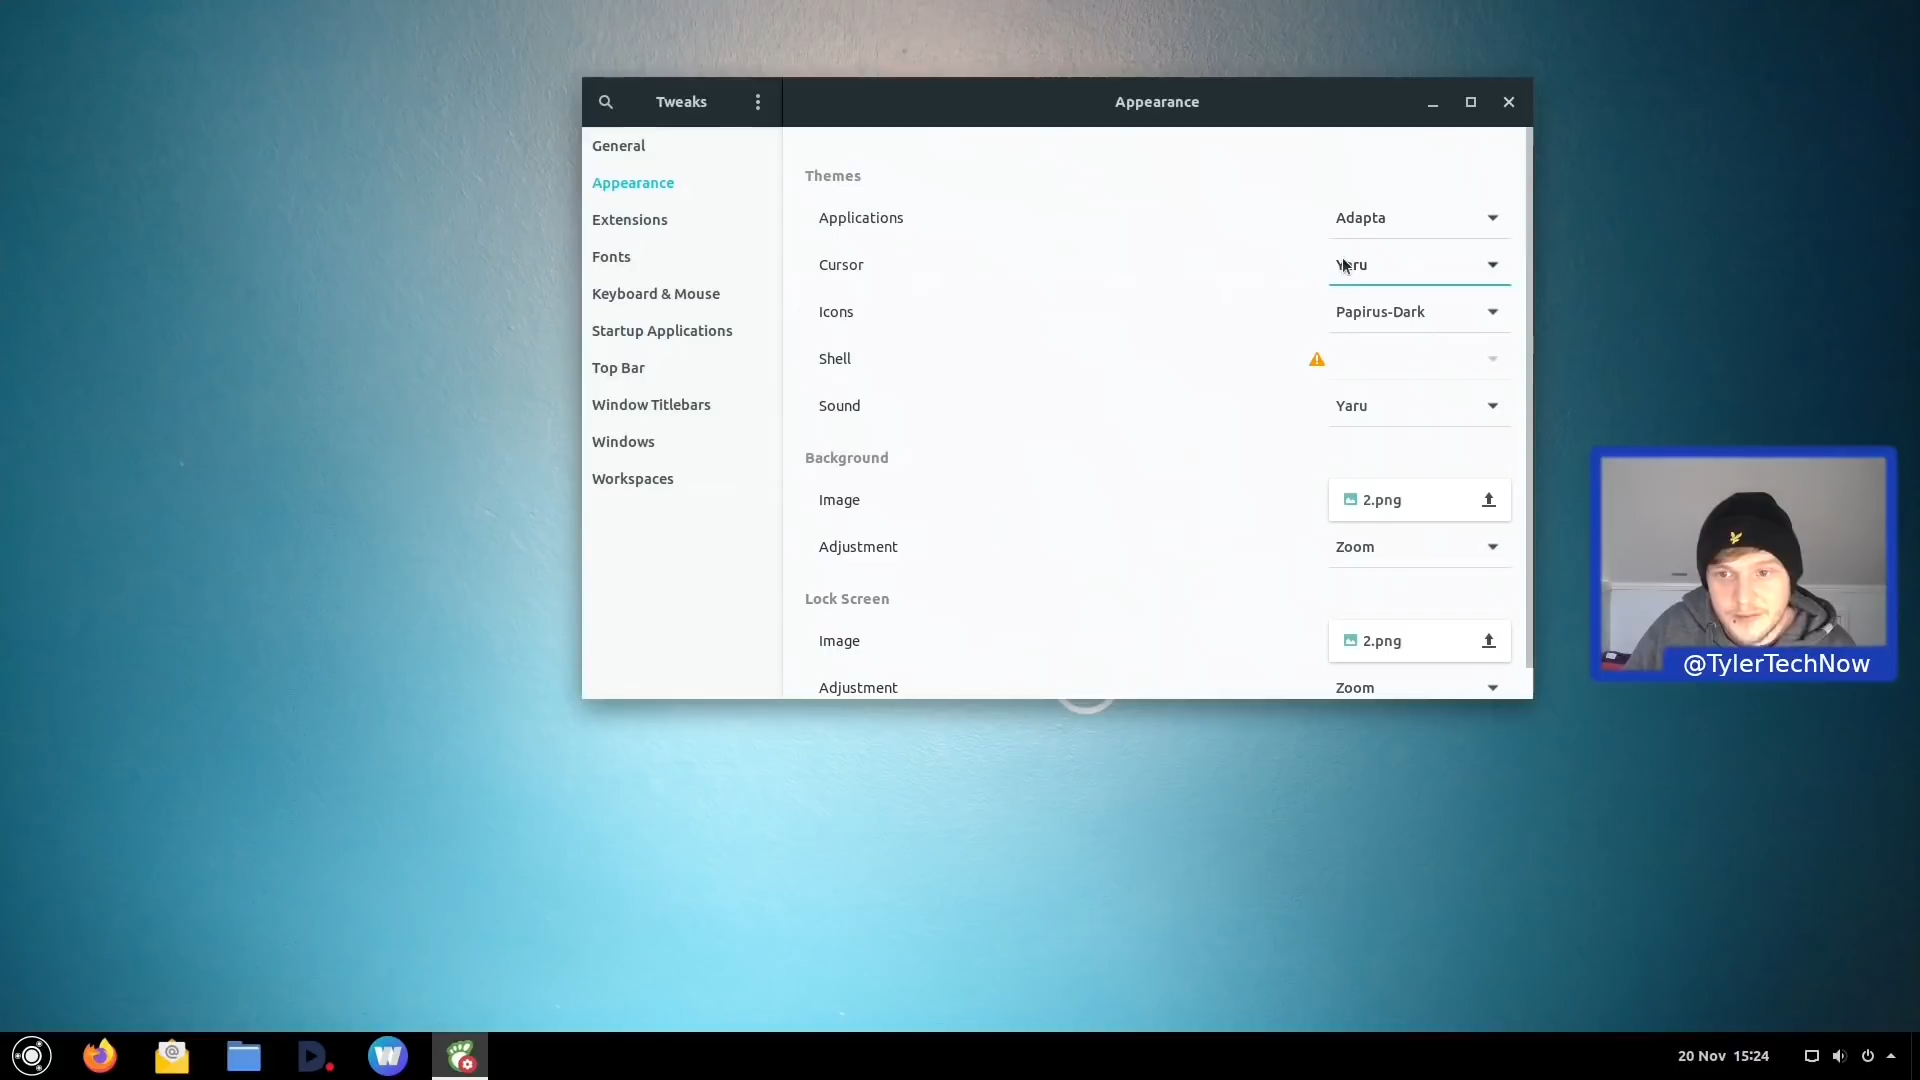 Tweaks
Appearance
General
Appearance
Extensions
Fonts
Keyboard & Mouse
Startup Applications
Top Bar
Window Titlebars
Windows
Workspaces
Themes
Applications
Adapta
Cursor
Yaru
Icons
Papirus-Dark
Shell
Sound
Yaru
Background
Image
2.png
Adjustment
Zoom
Lock Screen
Image
2.png
Adjustment
Zoom
@TylerTechNow
20 Nov 15:24